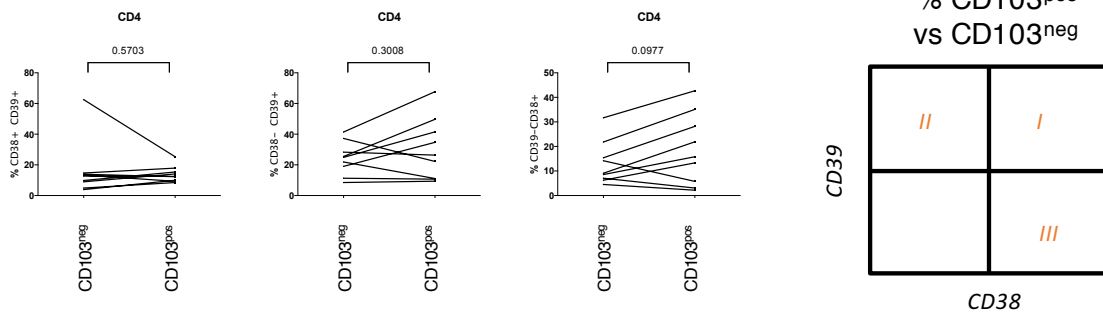 CD4
0.5703
80
60
40
20
0
% CD38+ CD39+
CD103neg
CD103pos
CD4
0.3008
80
60
40
20
0
% CD38- CD39+
CD103neg
CD103pos
CD4
0.0977
50
40
30
20
10
0
% CD39-CD38+
CD103neg
CD103pos
% CD103pos
vs CD103neg
II
I
III
CD39
CD38